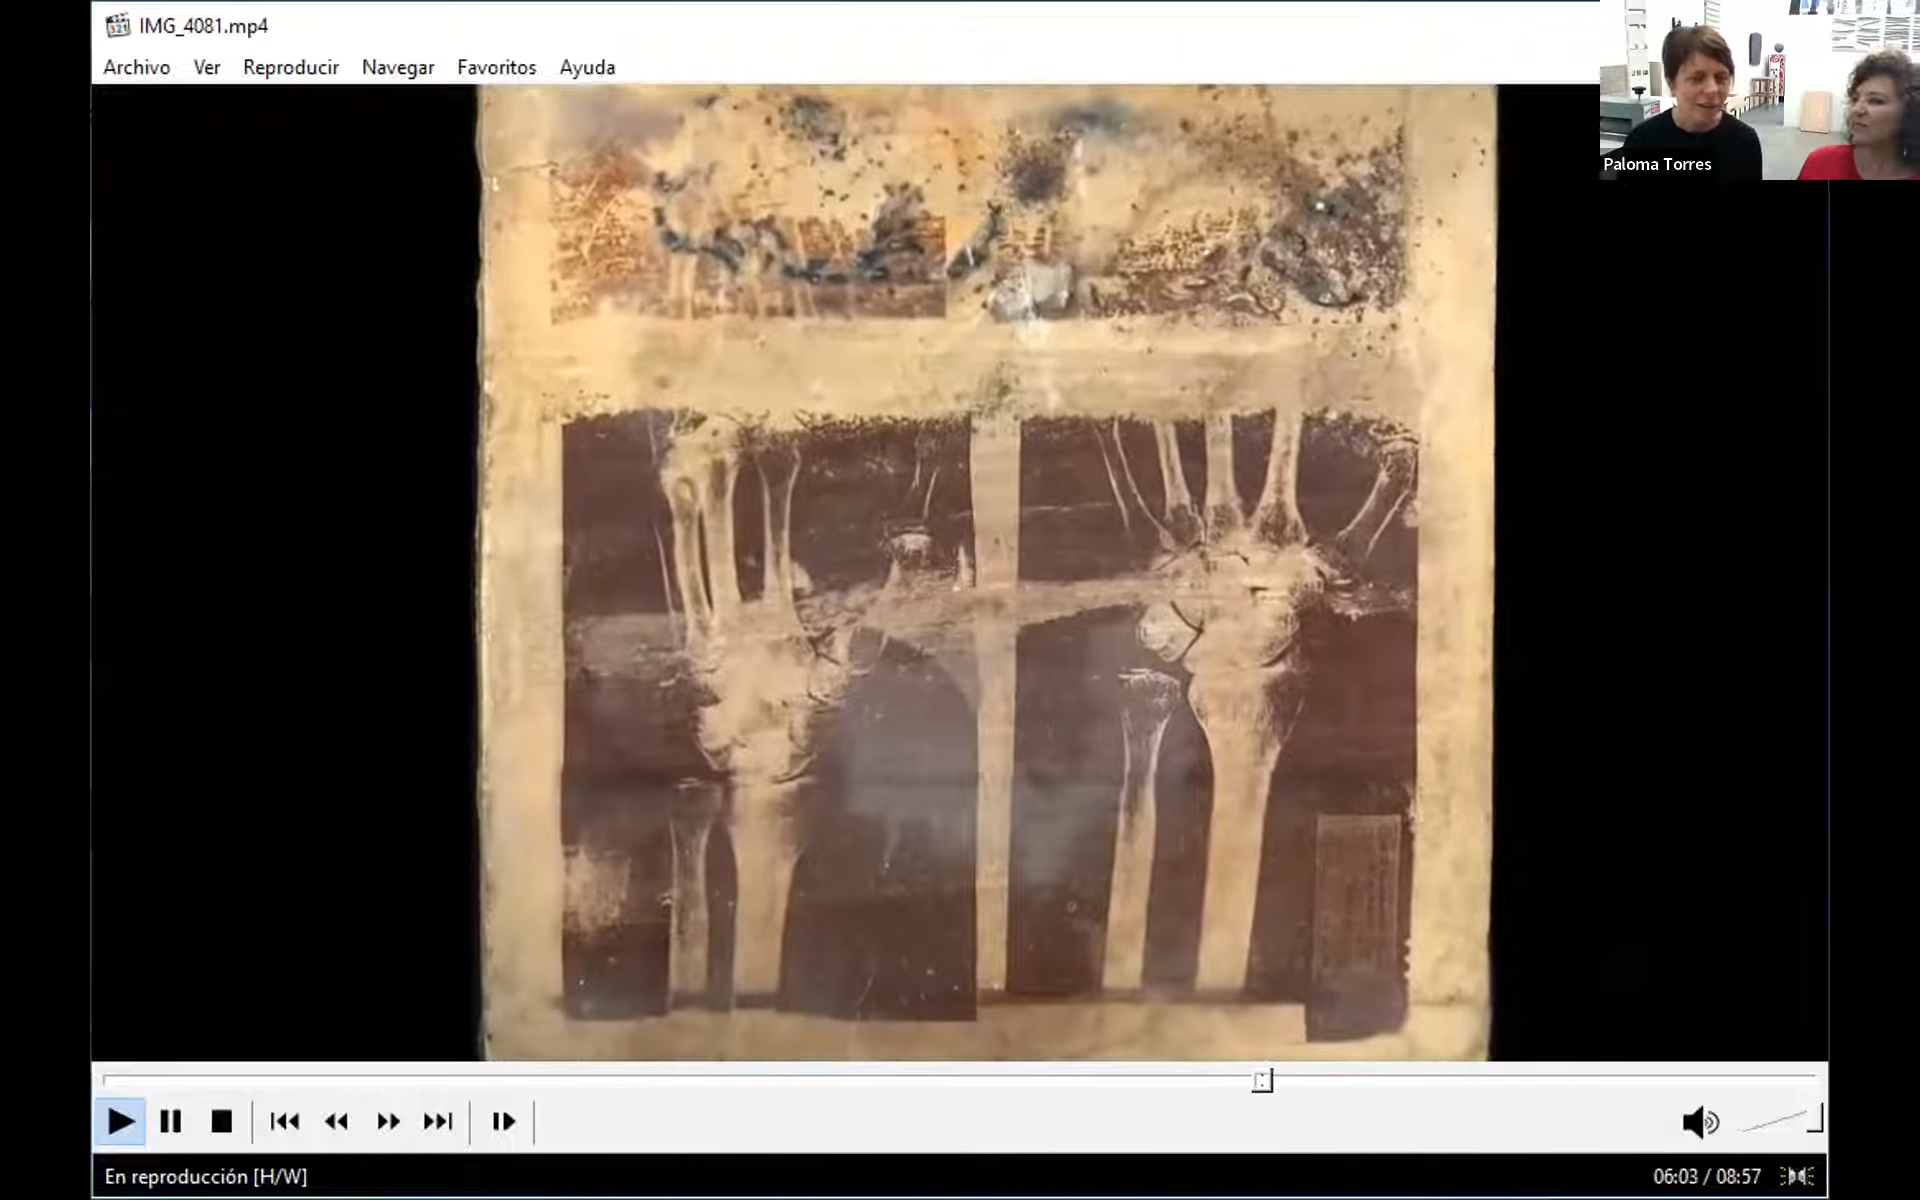 IMG_4081.mp4
Archivo Ver Reproducir Navegar Favoritos Ayuda
Paloma Torres
En reproducción [H/W]
06:03 / 08:57